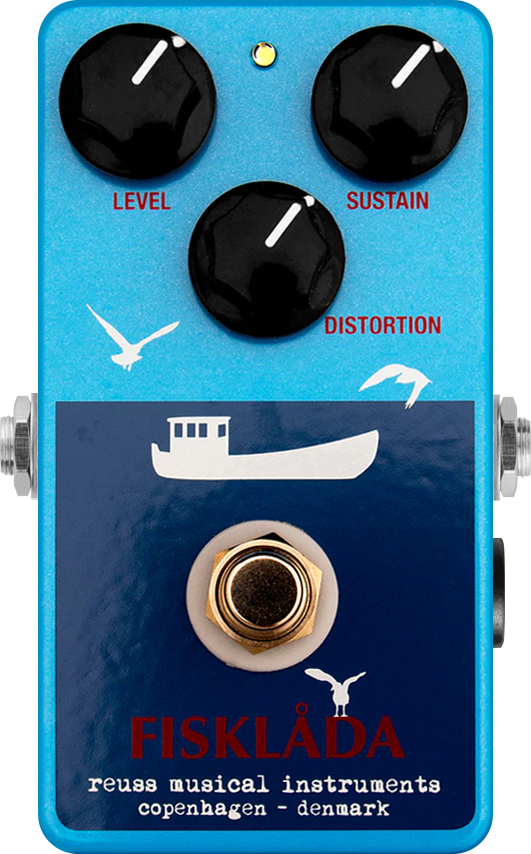 LEVEL
SUSTAIN
DISTORTION
FISKLÅDA
reuss musical instruments
copenhagen - denmark